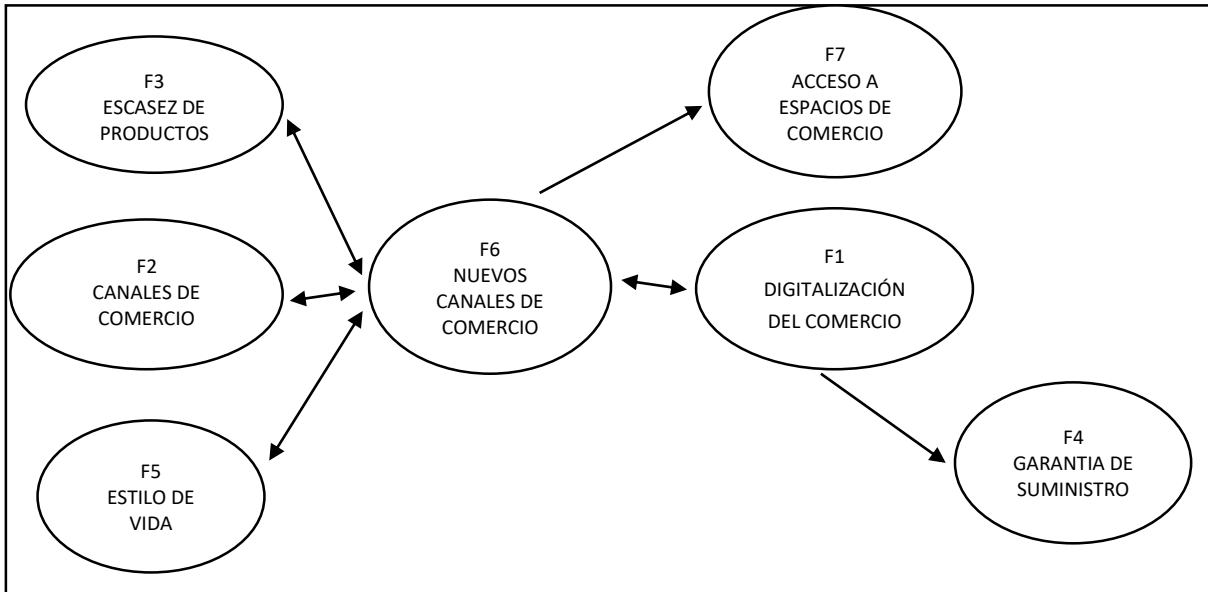 F3
ESCASEZ DE
PRODUCTOS
F2
CANALES DE
COMERCIO
F5
ESTILO DE
VIDA
F6
NUEVOS
CANALES DE
COMERCIO
F7
ACCESO A
ESPACIOS DE
COMERCIO
F1
DIGITALIZACIÓN
DEL COMERCIO
F4
GARANTIA DE
SUMINISTRO